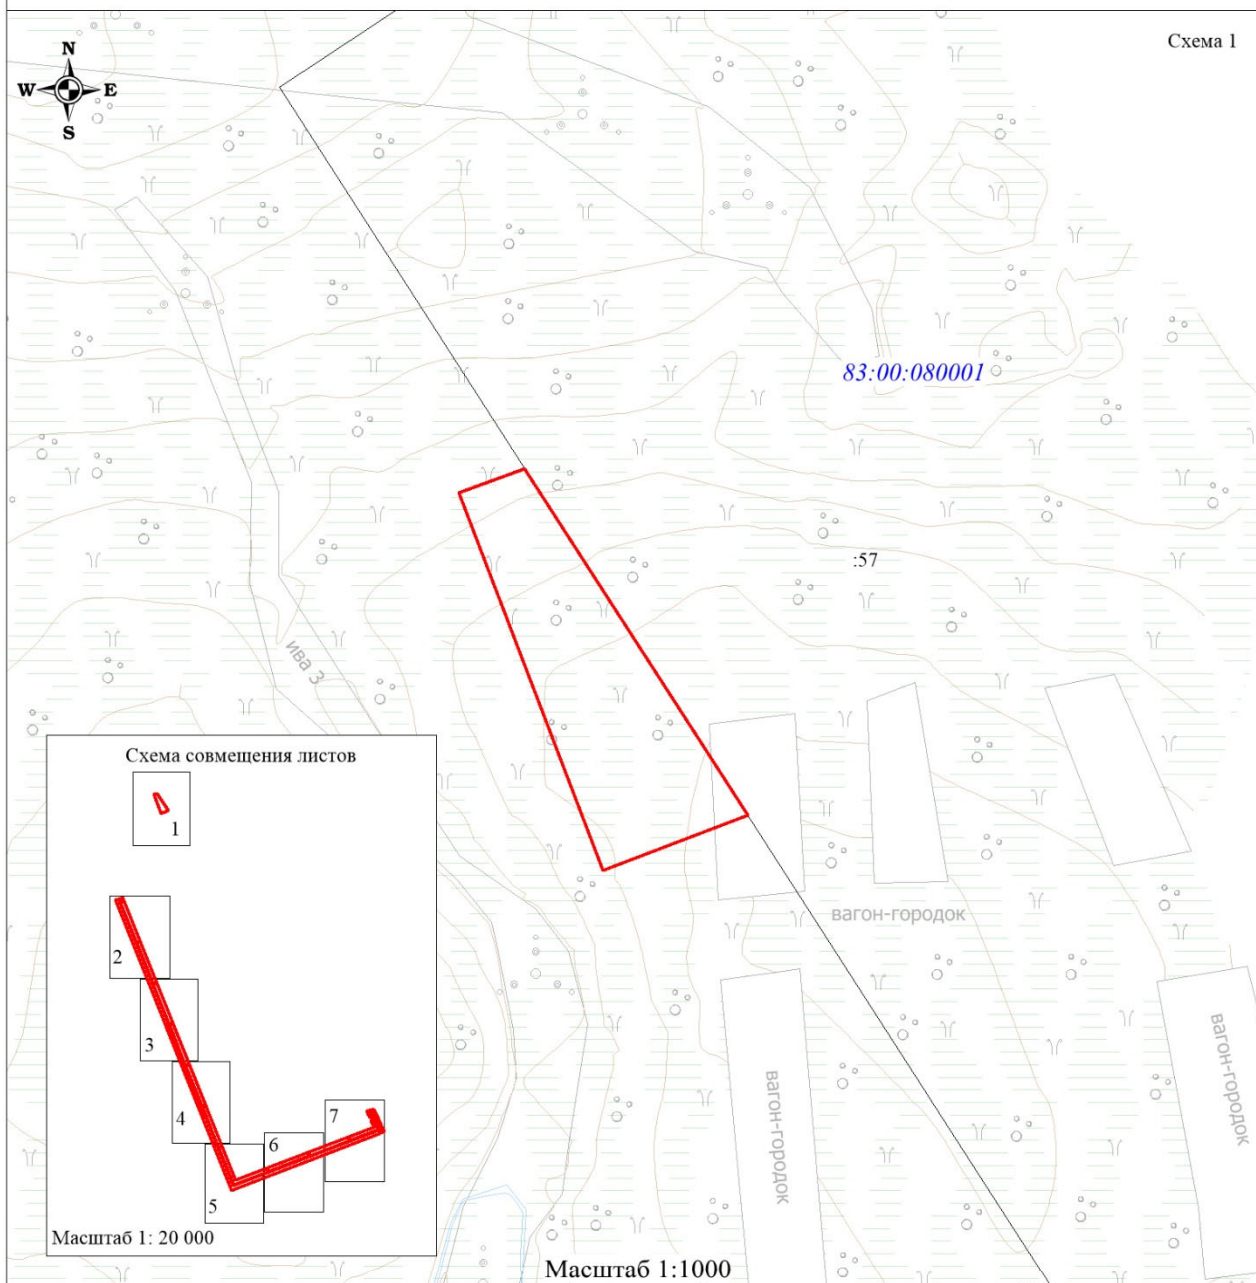 Схема 1
N
W E
S
83:00:080001
:57
ива 3
Схема совмещения листов
1
2
3
4
5
6
7
Масштаб 1: 20 000
вагон-городок
вагон-городок
вагон-городок
Масштаб 1:1000